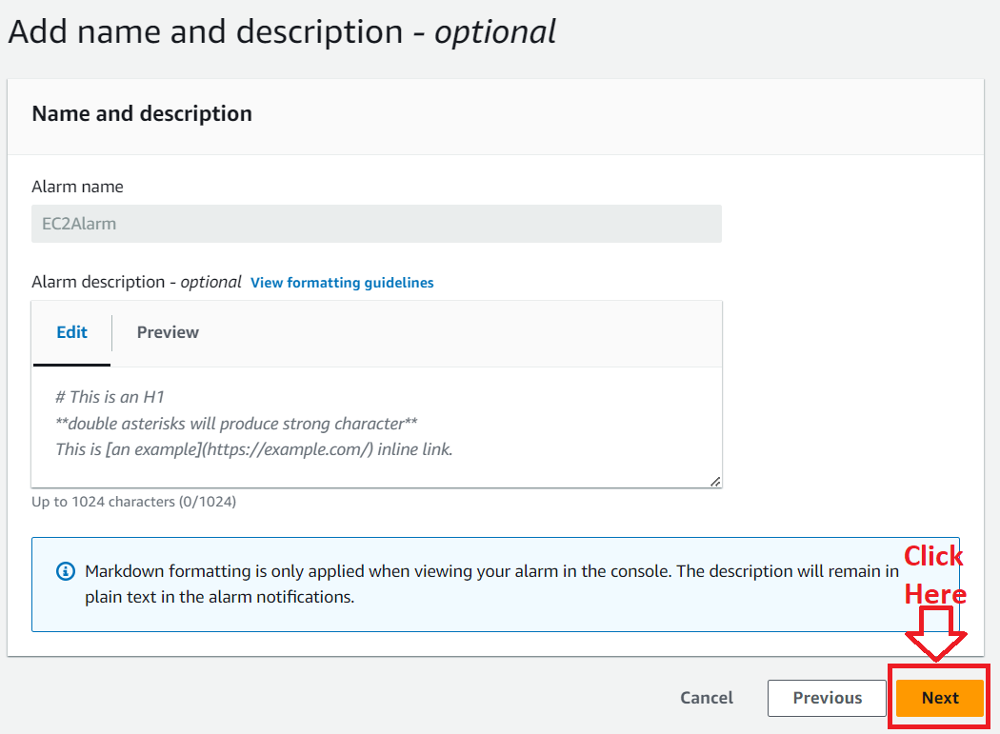 Add name and description - optional
Name and description
Alarm name
EC2Alarm
Alarm description - optional View formatting guidelines
Edit Preview
# This is an H1
**double asterisks will produce strong character**
This is [an example](https://example.com/) inline link.
Up to 1024 characters (0/1024)
Markdown formatting is only applied when viewing your alarm in the console. The description will remain in
plain text in the alarm notifications.
Click
Here
Cancel Previous Next